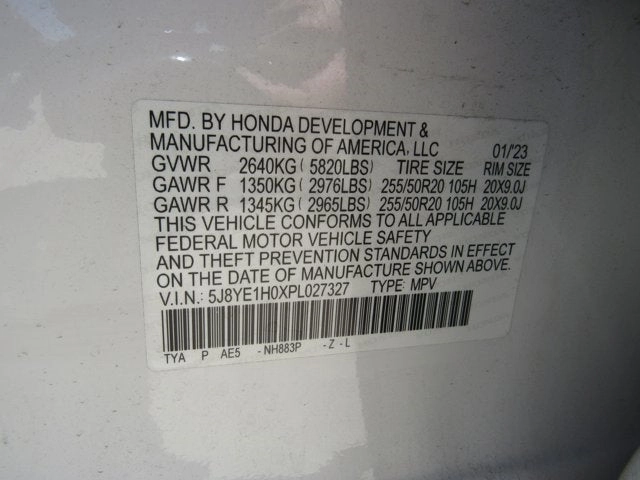 MFD. BY HONDA DEVELOPMENT &
MANUFACTURING OF AMERICA, LLC 01/'23
GVWR 2640KG ( 5820LBS) TIRE SIZE RIM SIZE
GAWR F 1350KG ( 2976LBS) 255/50R20 105H 20X9.0J
GAWR R 1345KG ( 2965LBS) 255/50R20 105H 20X9.0J
THIS VEHICLE CONFORMS TO ALL APPLICABLE
FEDERAL MOTOR VEHICLE SAFETY
AND THEFT PREVENTION STANDARDS IN EFFECT
ON THE DATE OF MANUFACTURE SHOWN ABOVE.
V.I.N.: 5J8YE1H0XPL027327 TYPE: MPV
TYA P AE5 -NH883P -Z-L